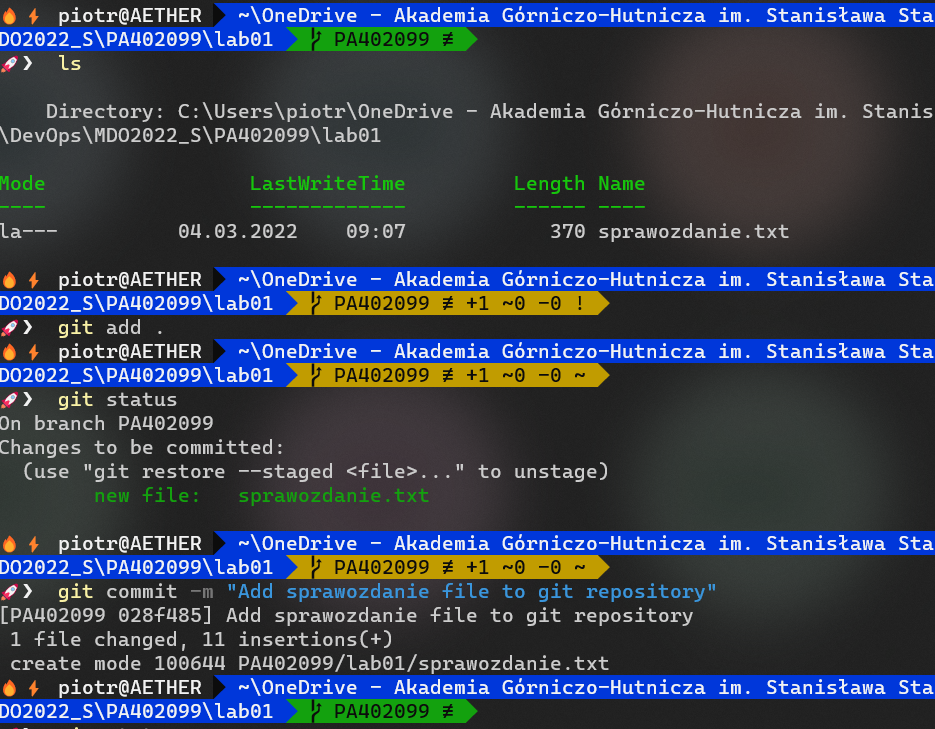 piotr@AETHER ~\OneDrive - Akademia Górniczo-Hutnicza im. Stanisława Sta
DO2022_S\PA402099\lab01 PA402099 ≢
❯ ls
Directory: C:\Users\piotr\OneDrive - Akademia Górniczo-Hutnicza im. Stanis
\DevOps\MDO2022_S\PA402099\lab01
Mode LastWriteTime Length Name
---- ------------- ------ ----
la--- 04.03.2022 09:07 370 sprawozdanie.txt
piotr@AETHER ~\OneDrive - Akademia Górniczo-Hutnicza im. Stanisława Sta
DO2022_S\PA402099\lab01 PA402099 ≢ +1 ~0 -0 !
❯ git add .
piotr@AETHER ~\OneDrive - Akademia Górniczo-Hutnicza im. Stanisława Sta
DO2022_S\PA402099\lab01 PA402099 ≢ +1 ~0 -0 ~
❯ git status
On branch PA402099
Changes to be committed:
(use "git restore --staged <file>..." to unstage)
new file: sprawozdanie.txt
piotr@AETHER ~\OneDrive - Akademia Górniczo-Hutnicza im. Stanisława Sta
DO2022_S\PA402099\lab01 PA402099 ≢ +1 ~0 -0 ~
❯ git commit -m "Add sprawozdanie file to git repository"
[PA402099 028f485] Add sprawozdanie file to git repository
1 file changed, 11 insertions(+)
create mode 100644 PA402099/lab01/sprawozdanie.txt
piotr@AETHER ~\OneDrive - Akademia Górniczo-Hutnicza im. Stanisława Sta
DO2022_S\PA402099\lab01 PA402099 ≢